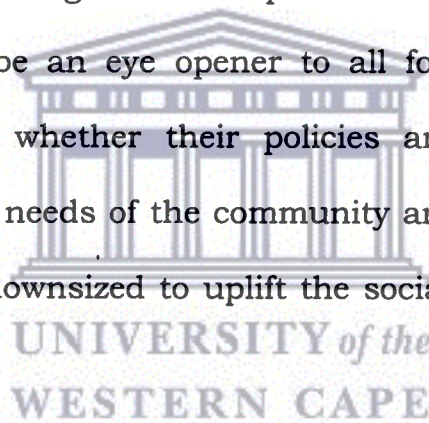 be an eye opener to all fo
whether their policies an
needs of the community an
downsized to uplift the socia
UNIVERSITY of the
WESTERN CAPE